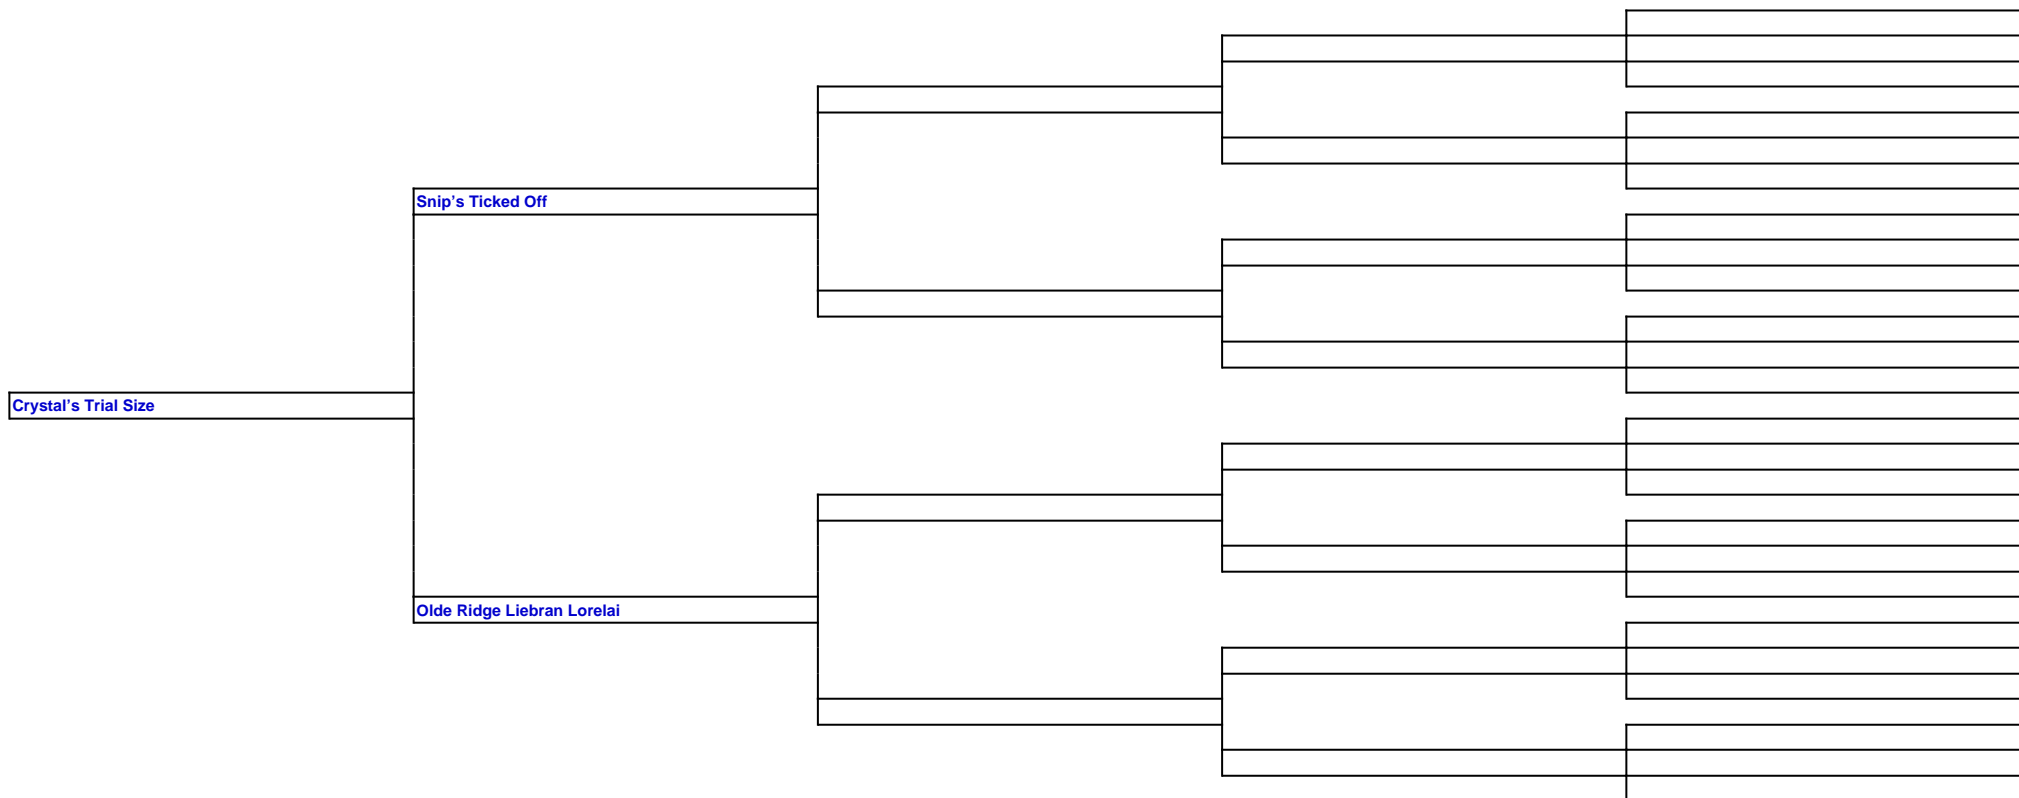 Snip’s Ticked Off
Crystal’s Trial Size
Olde Ridge Liebran Lorelai